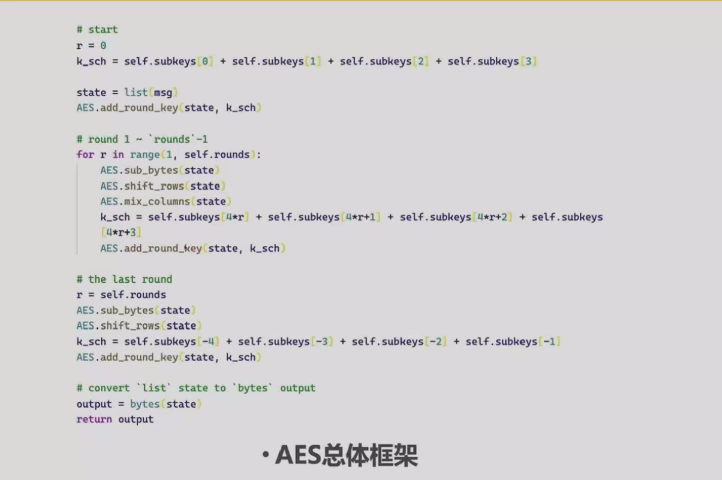 # start
r = 0
k_sch = self.subkeys[0] + self.subkeys[1] + self.subkeys[2] + self.subkeys[3]
state = list(msg)
AES.add_round_key(state, k_sch)
# round 1 ~ `rounds`-1
for r in range(1, self.rounds):
AES.sub_bytes(state)
AES.shift_rows(state)
AES.mix_columns(state)
k_sch = self.subkeys[4*r] + self.subkeys[4*r+1] + self.subkeys[4*r+2] + self.subkeys
[4*r+3]
AES.add_round_key(state, k_sch)
# the last round
r = self.rounds
AES.sub_bytes(state)
AES.shift_rows(state)
k_sch = self.subkeys[-4] + self.subkeys[-3] + self.subkeys[-2] + self.subkeys[-1]
AES.add_round_key(state, k_sch)
# convert `list` state to `bytes` output
output = bytes(state)
return output
• AES总体框架